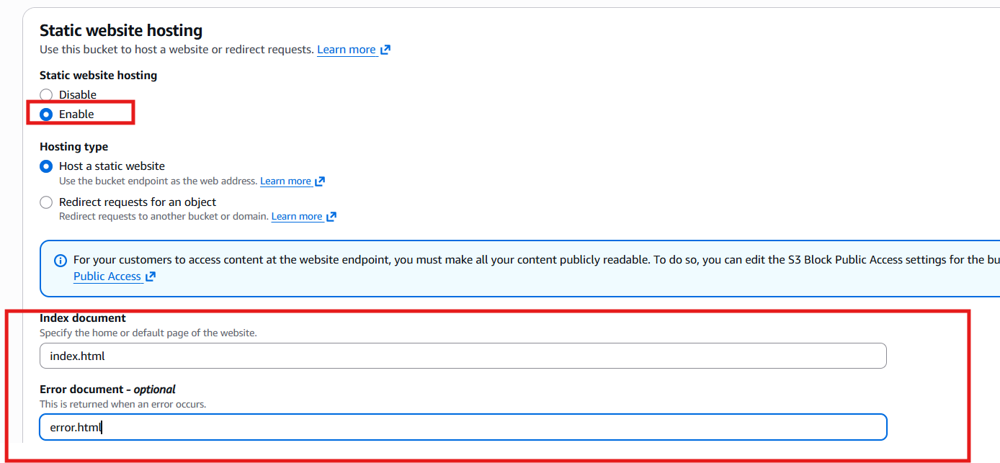 Static website hosting
Use this bucket to host a website or redirect requests. Learn more
Static website hosting
Disable
Enable
Hosting type
Host a static website
Use the bucket endpoint as the web address. Learn more
Redirect requests for an object
Redirect requests to another bucket or domain. Learn more
For your customers to access content at the website endpoint, you must make all your content publicly readable. To do so, you can edit the S3 Block Public Access settings for the bu
Public Access
Index document
Specify the home or default page of the website.
index.html
Error document – optional
This is returned when an error occurs.
error.html